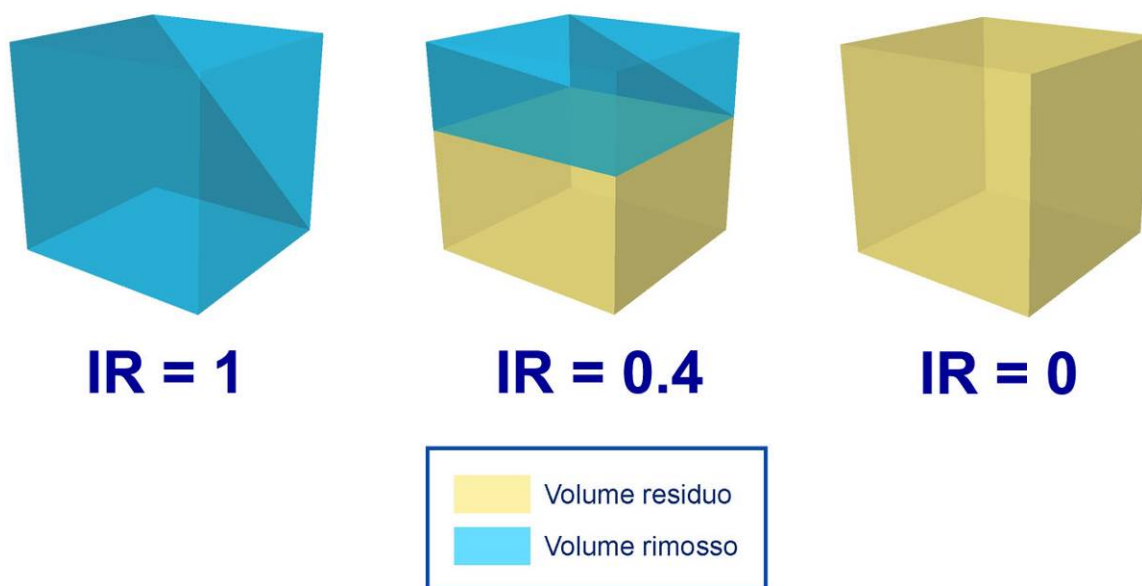 IR = 1
IR = 0.4
IR = 0
Volume residuo
Volume rimosso